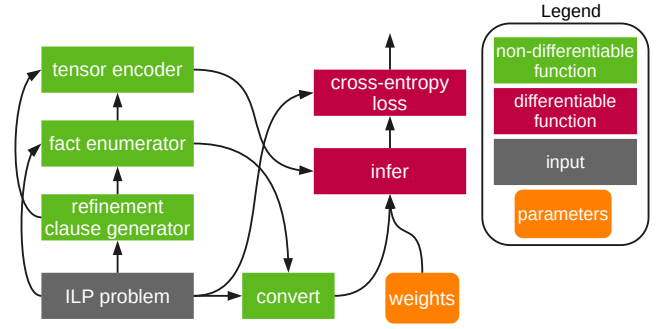 Legend
tensor encoder
fact enumerator
refinement
clause generator
ILP problem
convert
cross-entropy
loss
infer
weights
non-differentiable
function
differentiable
function
input
parameters